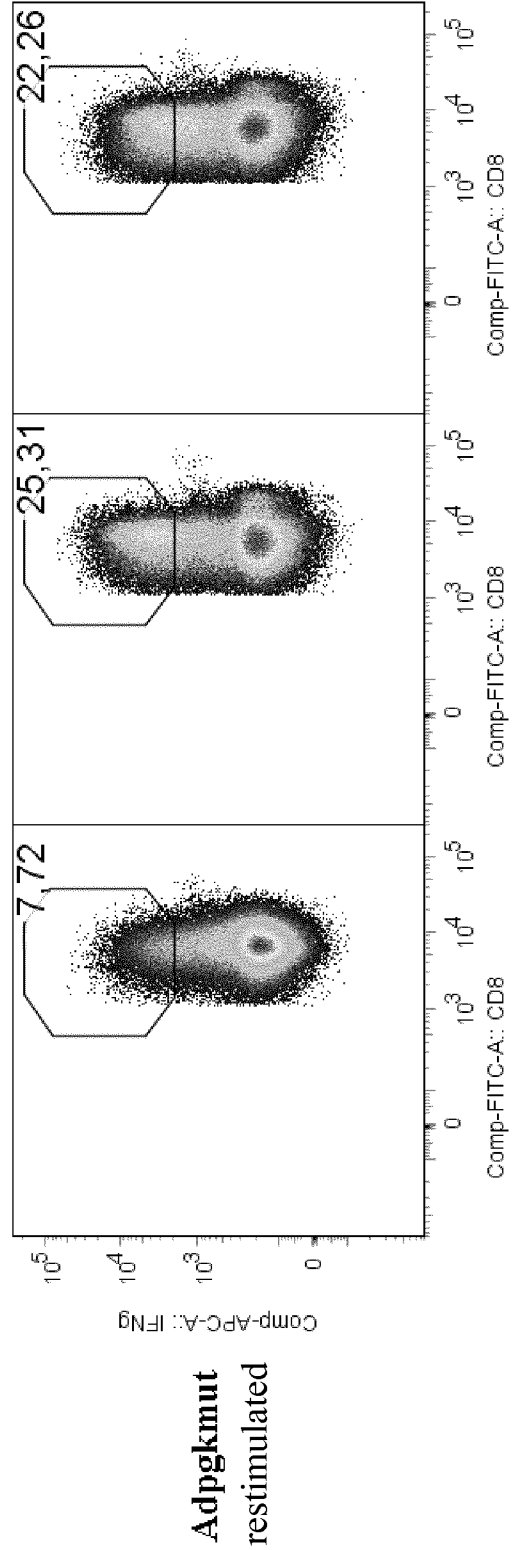 Adpgkmut
restimulated
Comp-APC-A:: IFNg
10^5
10^4
10^3
0
7,72
25,31
22,26
0 10^3 10^4 10^5
0 10^3 10^4 10^5
0 10^3 10^4 10^5
Comp-FITC-A:: CD8
Comp-FITC-A:: CD8
Comp-FITC-A:: CD8